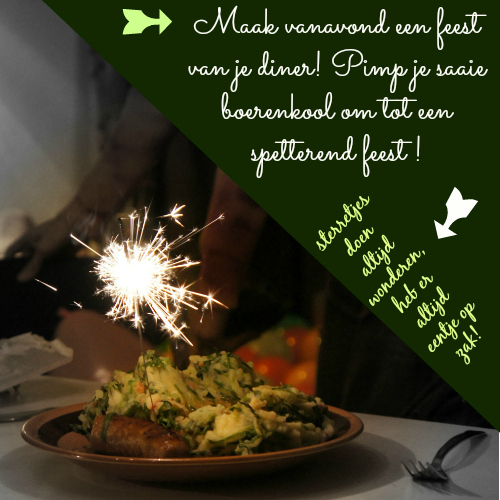 Maak vanavond een feest
van je diner! Pimp je saaie
boerenkool om tot een
spetterend feest !
sterretjes
doen
altijd
wonderen,
heb er
altijd
eentje op
zak!